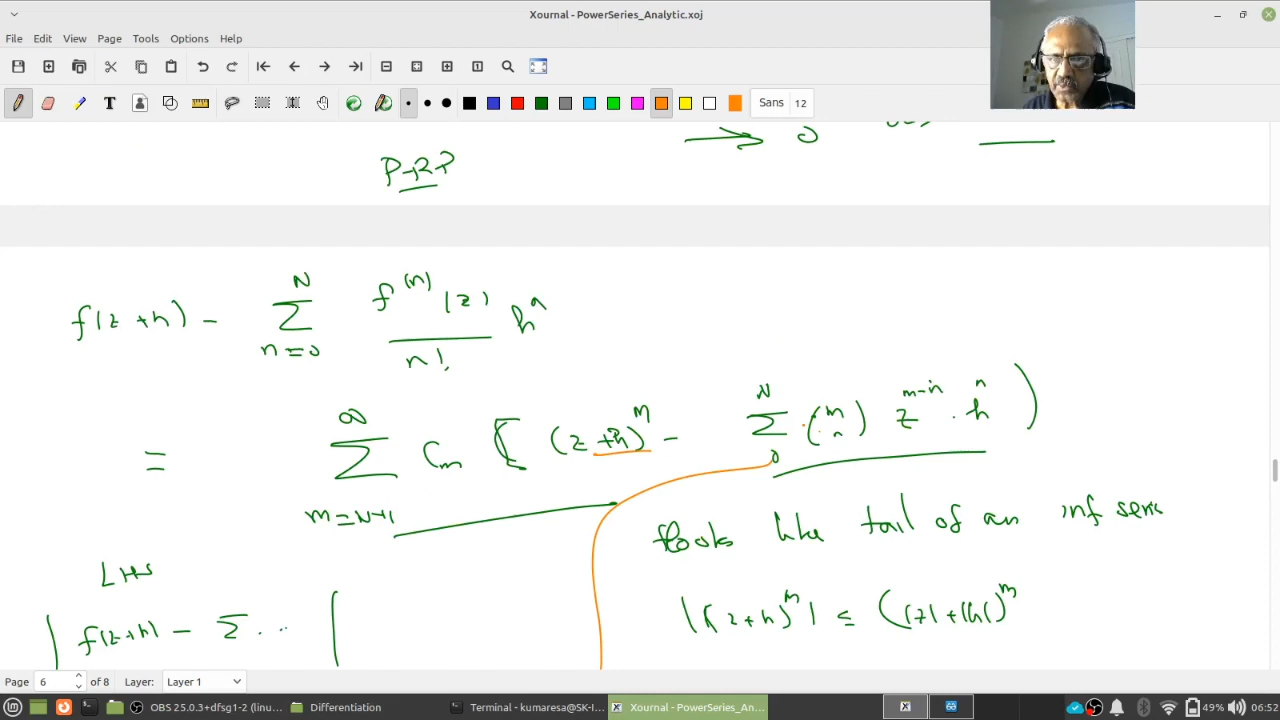 Xournal - PowerSeries_Analytic.xoj
File Edit View Page Tools Options Help
Sans 12
→ 0
f(z+h) - ∑_{n=0}^{N} f^{(n)}(z)/n! h^n
= ∑_{m=N+1}^{∞} C_m [ (z+h)^m - ∑_{0}^{N} (m n) z^{m-n} . h^n )
looks like tail of an inf series
LHS
|(z+h)^m| ≤ (|z|+|h|)^m
| f(z+h) - ∑ ... |
Page 6 of 8 Layer: Layer 1
OBS 25.0.3+dfsg1-2 (linu... Differentiation Terminal - kumaresa@SK-I... Xournal - PowerSeries_An... 49% 06:52